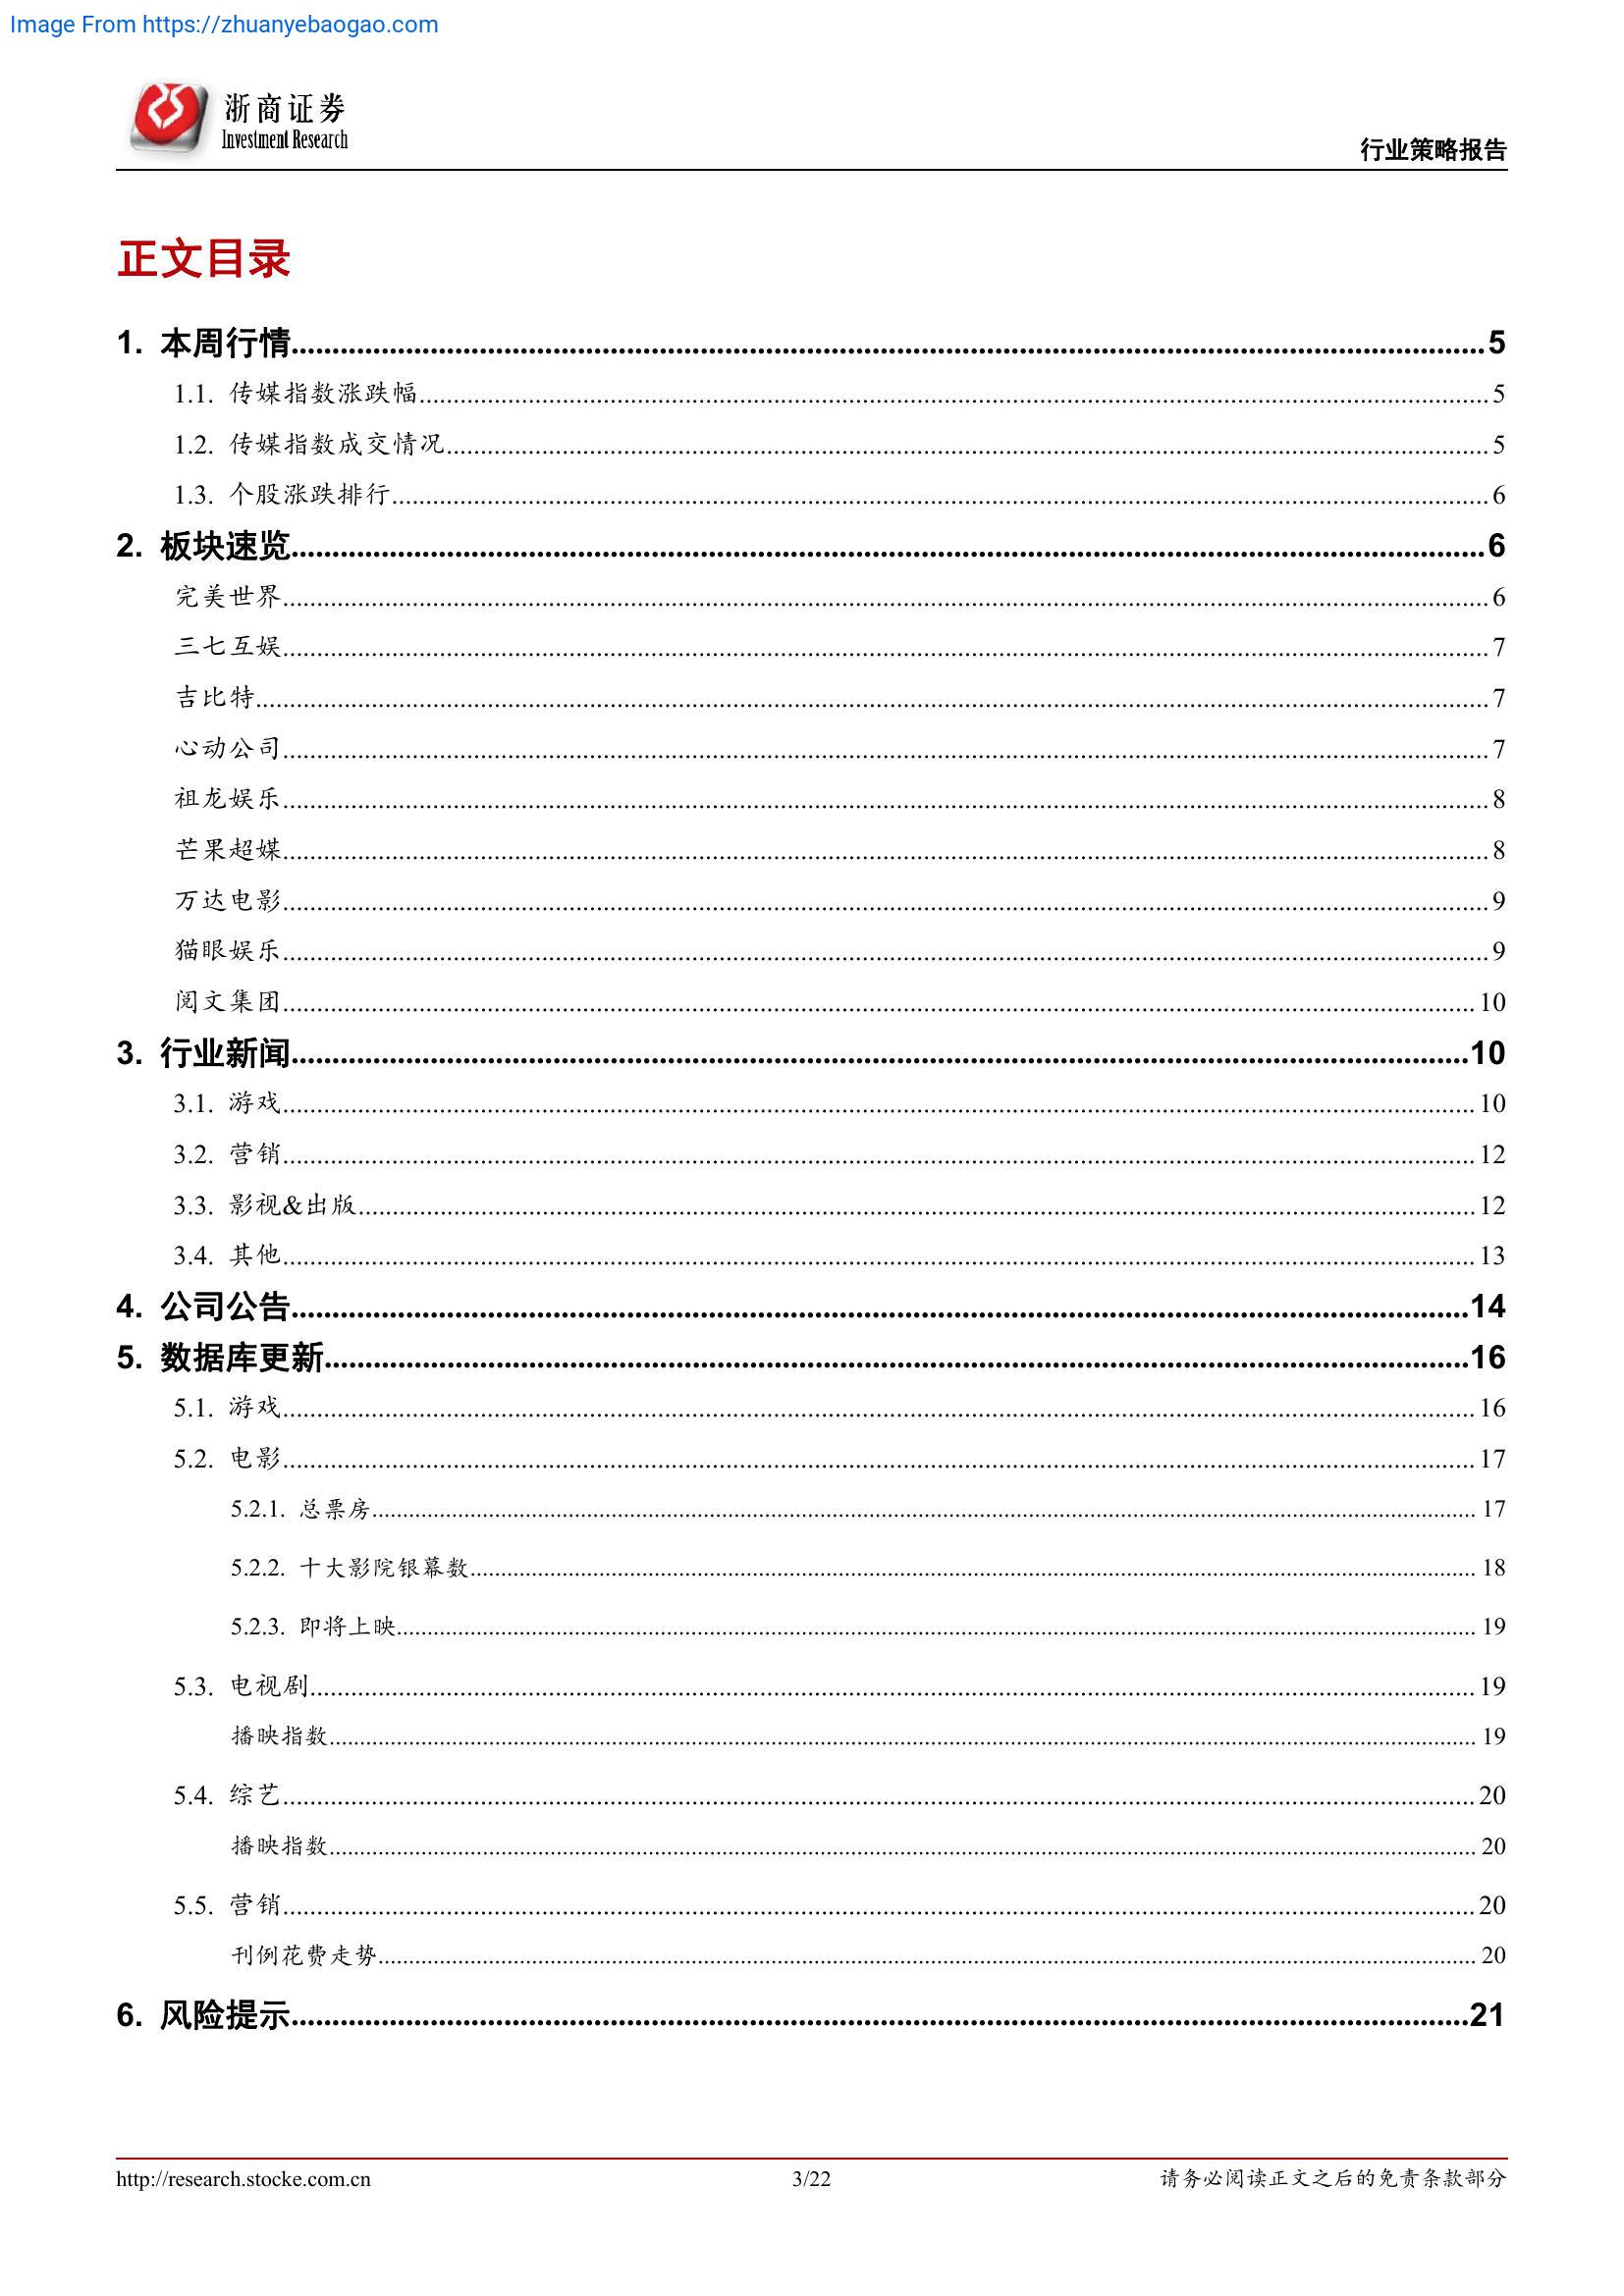 Image From https://zhuanyebaogao.com
浙商证券
Investment Research
行业策略报告
正文目录
1. 本周行情 5
1.1. 传媒指数涨跌幅 5
1.2. 传媒指数成交情况 5
1.3. 个股涨跌排行 6
2. 板块速览 6
完美世界 6
三七互娱 7
吉比特 7
心动公司 7
祖龙娱乐 8
芒果超媒 8
万达电影 9
猫眼娱乐 9
阅文集团 10
3. 行业新闻 10
3.1. 游戏 10
3.2. 营销 12
3.3. 影视&出版 12
3.4. 其他 13
4. 公司公告 14
5. 数据库更新 16
5.1. 游戏 16
5.2. 电影 17
5.2.1. 总票房 17
5.2.2. 十大影院银幕数 18
5.2.3. 即将上映 19
5.3. 电视剧 19
播映指数 19
5.4. 综艺 20
播映指数 20
5.5. 营销 20
刊例花费走势 20
6. 风险提示 21
http://research.stocke.com.cn 3/22 请务必阅读正文之后的免责条款部分